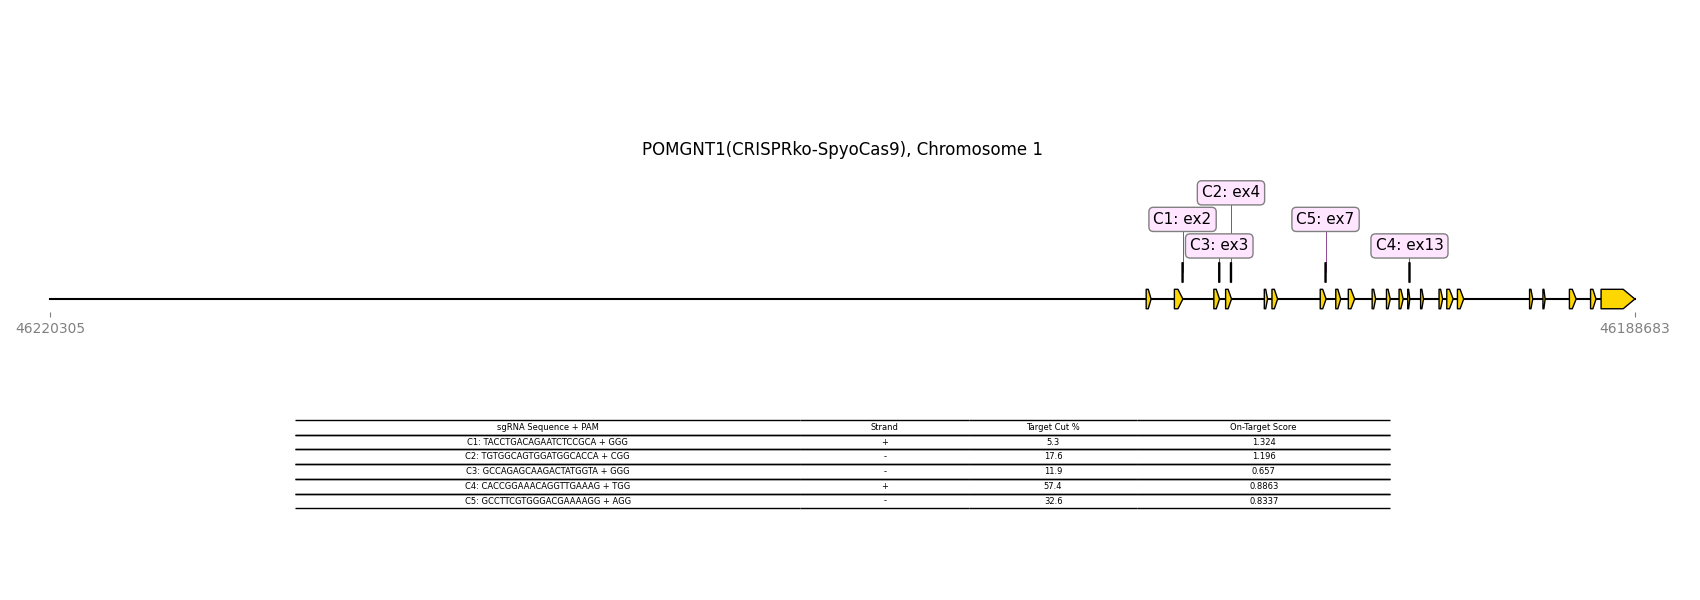 POMGNT1(CRISPRko-SpyoCas9), Chromosome 1
C2: ex4
C1: ex2
C5: ex7
C3: ex3
C4: ex13
46220305
46188683
sgRNA Sequence + PAM Strand Target Cut % On-Target Score
C1: TACCTGACAGAATCTCCGCA + GGG + 5.3 1.324
C2: TGTGGCAGTGGATGGCACCA + CGG - 17.6 1.196
C3: GCCAGAGCAAGACTATGGTA + GGG - 11.9 0.657
C4: CACCGGAAACAGGTTGAAAG + TGG + 57.4 0.8863
C5: GCCTTCGTGGGACGAAAAGG + AGG - 32.6 0.8337